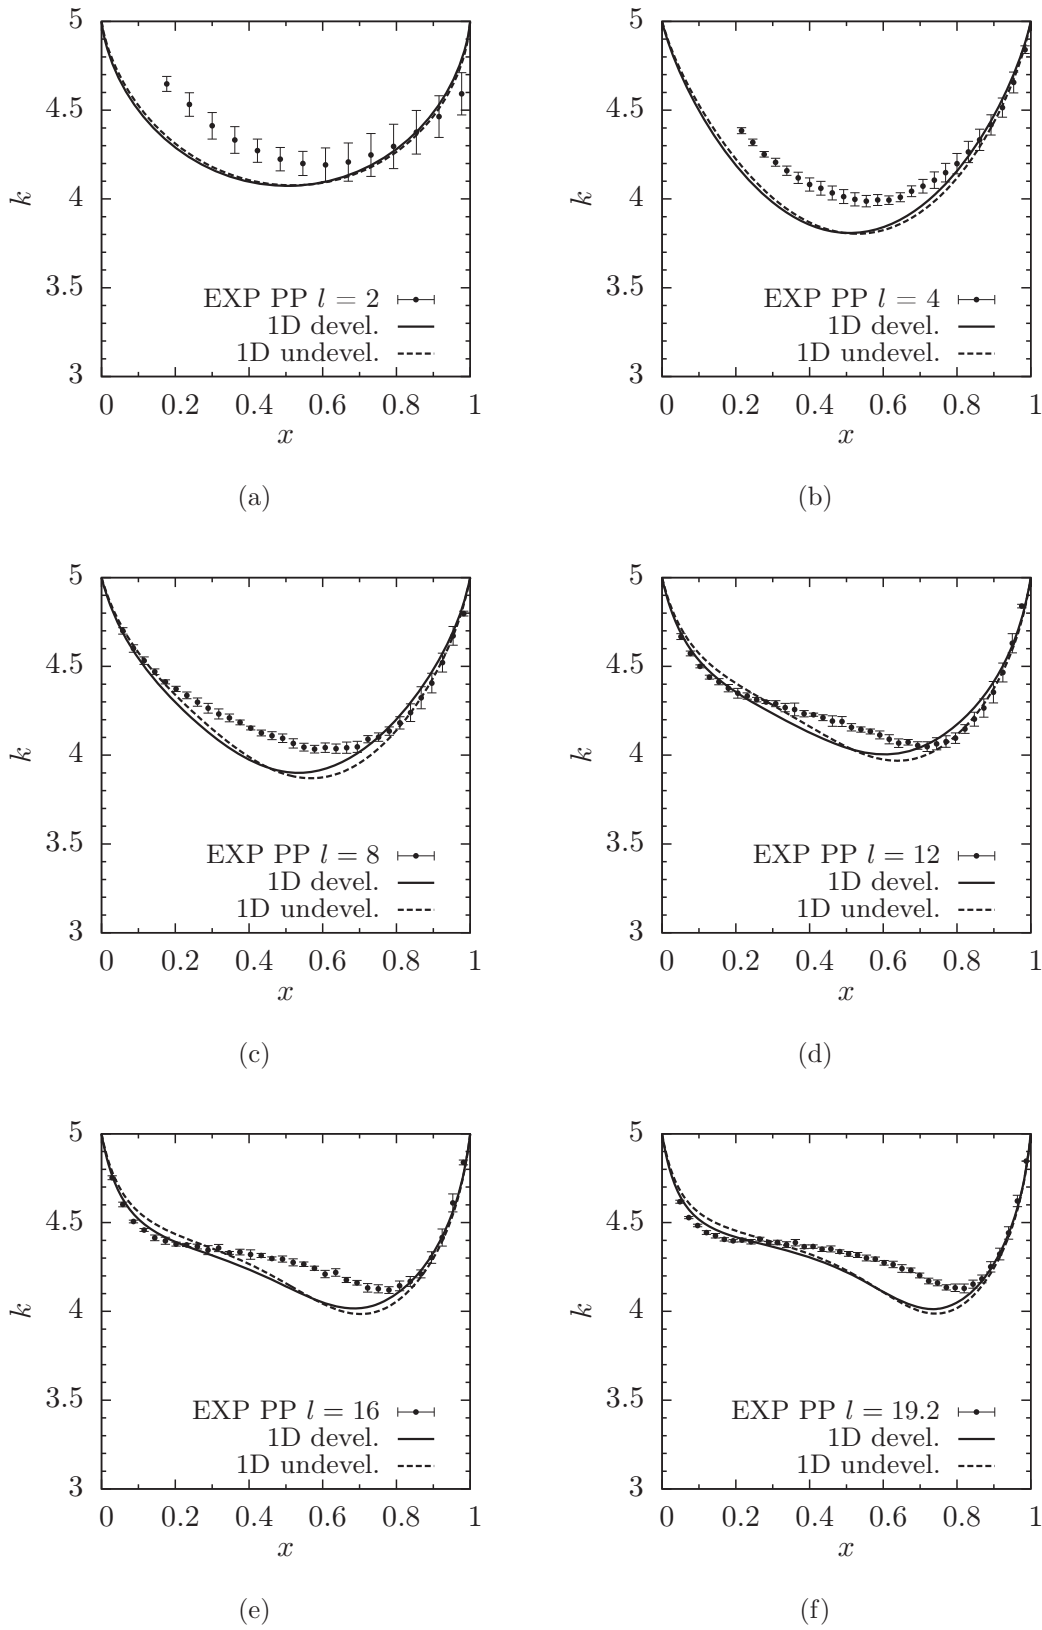 5
4.5
4
3.5
3
k
EXP PP l = 2
1D devel.
1D undevel.
0 0.2 0.4 0.6 0.8 1
x
(a)
5
4.5
4
3.5
3
k
EXP PP l = 4
1D devel.
1D undevel.
0 0.2 0.4 0.6 0.8 1
x
(b)
5
4.5
4
3.5
3
k
EXP PP l = 8
1D devel.
1D undevel.
0 0.2 0.4 0.6 0.8 1
x
(c)
5
4.5
4
3.5
3
k
EXP PP l = 12
1D devel.
1D undevel.
0 0.2 0.4 0.6 0.8 1
x
(d)
5
4.5
4
3.5
3
k
EXP PP l = 16
1D devel.
1D undevel.
0 0.2 0.4 0.6 0.8 1
x
(e)
5
4.5
4
3.5
3
k
EXP PP l = 19.2
1D devel.
1D undevel.
0 0.2 0.4 0.6 0.8 1
x
(f)